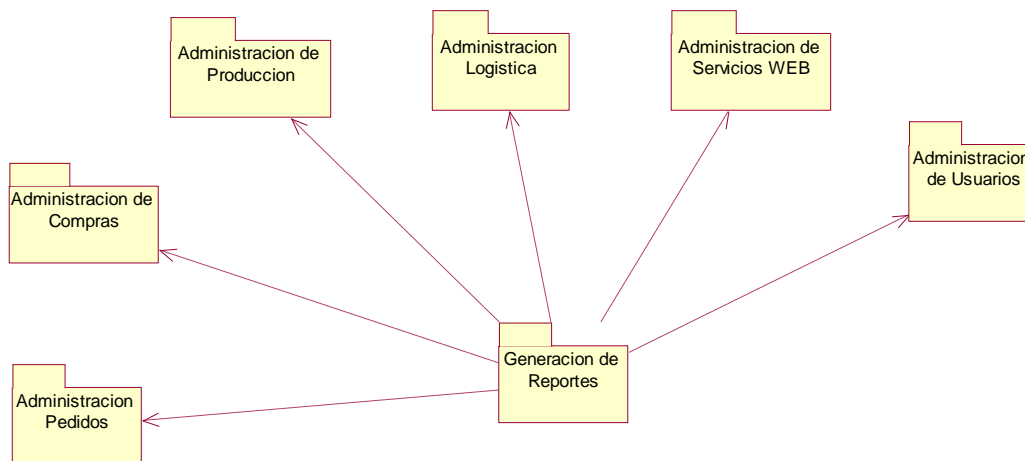 Administracion de
Produccion
Administracion
Logistica
Administracion de
Servicios WEB
Administracion
de Usuarios
Administracion de
Compras
Generacion de
Reportes
Administracion
Pedidos